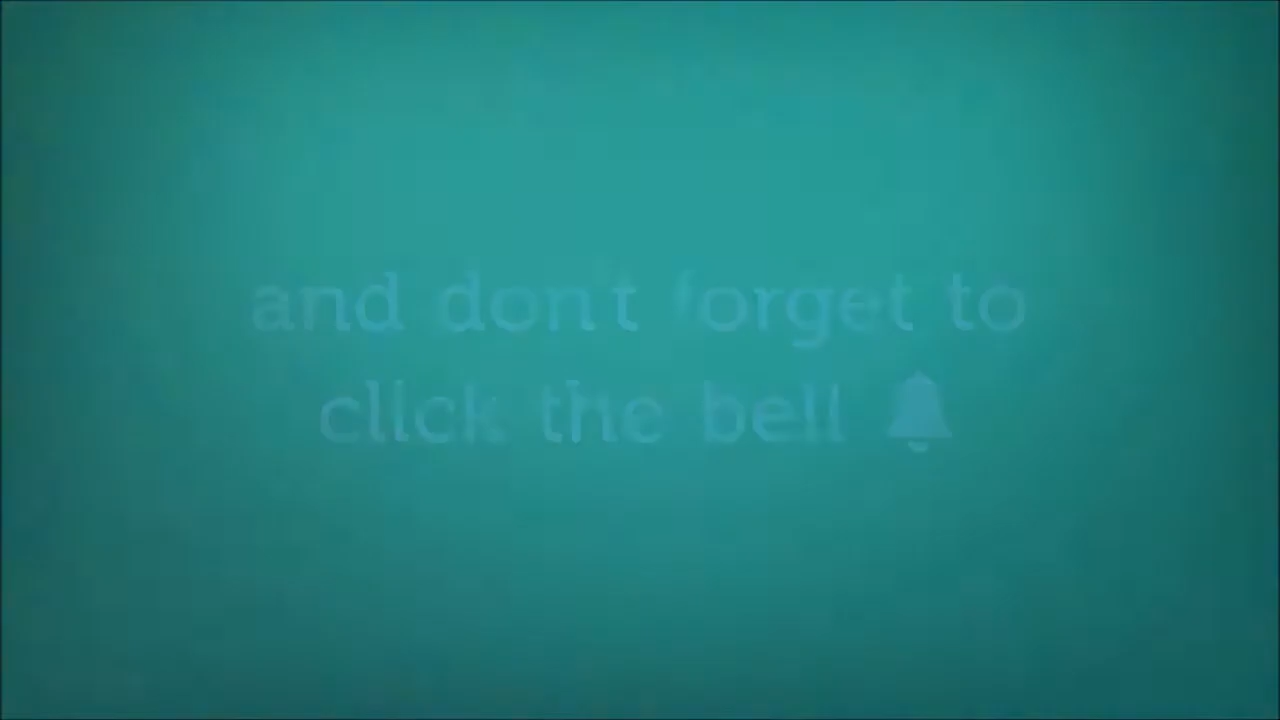 and don't forget to
click the bell 🔔